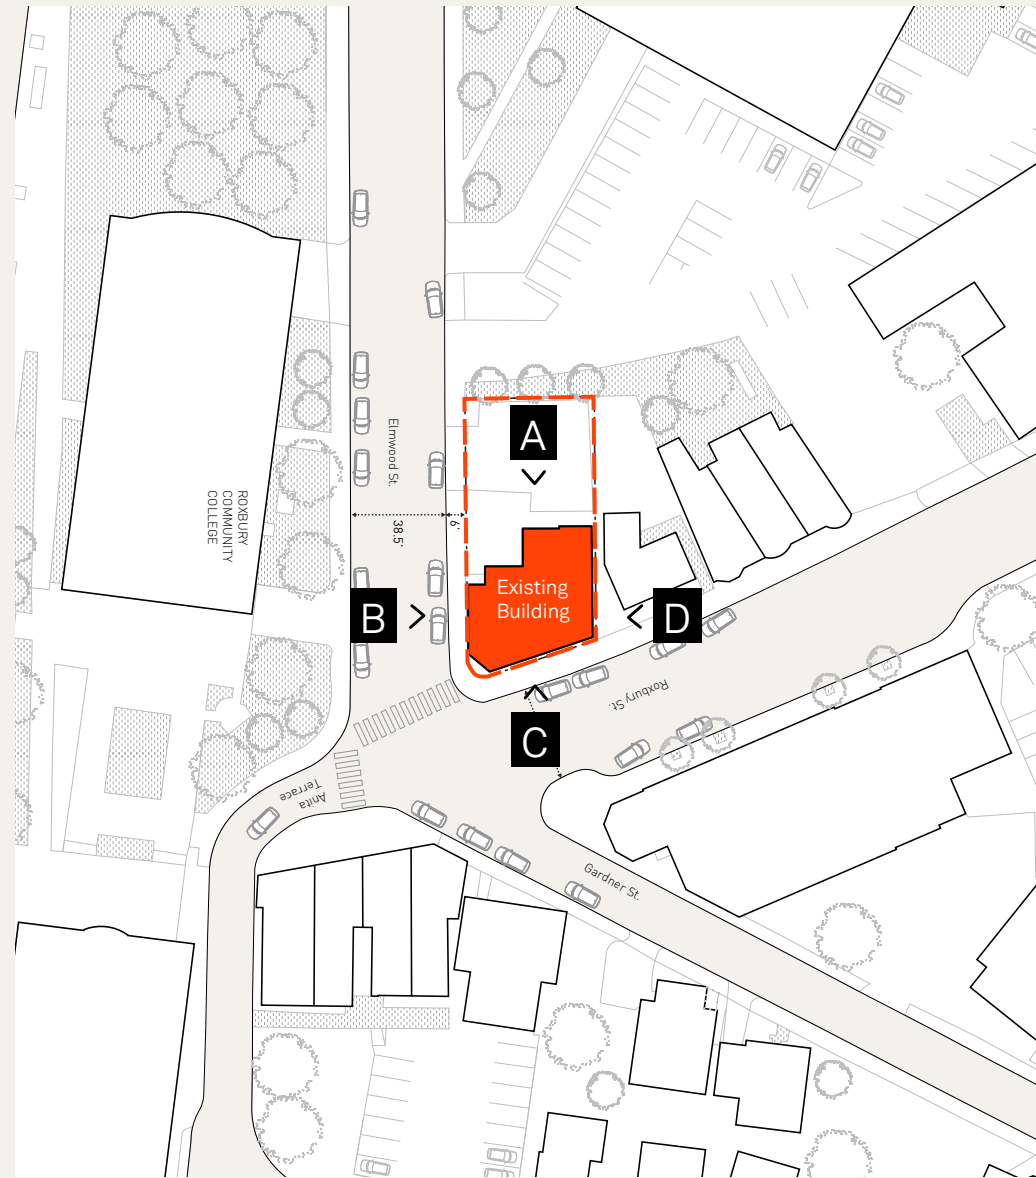 A
Elmwood St.
38.5'
6'
ROXBURY
COMMUNITY
COLLEGE
Existing
Building
B
D
Roxbury St.
C
Anita
Terrace
Gardner St.